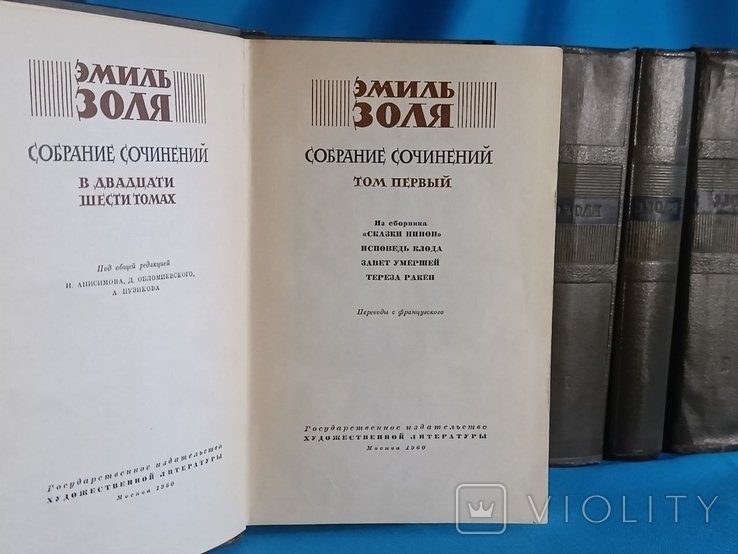 ЭМИЛЬ
ЗОЛЯ
СОБРАНИЕ СОЧИНЕНИЙ
В ДВАДЦАТИ
ШЕСТИ ТОМАХ
Под общей редакцией
И. АНИСИМОВА, Д. ОБЛОМИЕВСКОГО,
А. ПУЗИКОВА
Государственное издательство
ХУДОЖЕСТВЕННОЙ ЛИТЕРАТУРЫ
Москва 1960
ЭМИЛЬ
ЗОЛЯ
СОБРАНИЕ СОЧИНЕНИЙ
ТОМ ПЕРВЫЙ
Из сборника
«СКАЗКИ НИНОН»
ИСПОВЕДЬ КЛОДА
ЗАВЕТ УМЕРШЕЙ
ТЕРЕЗА РАКЕН
Переводы с французского
Государственное издательство
ХУДОЖЕСТВЕННОЙ ЛИТЕРАТУРЫ
Москва 1960
VIOLITY